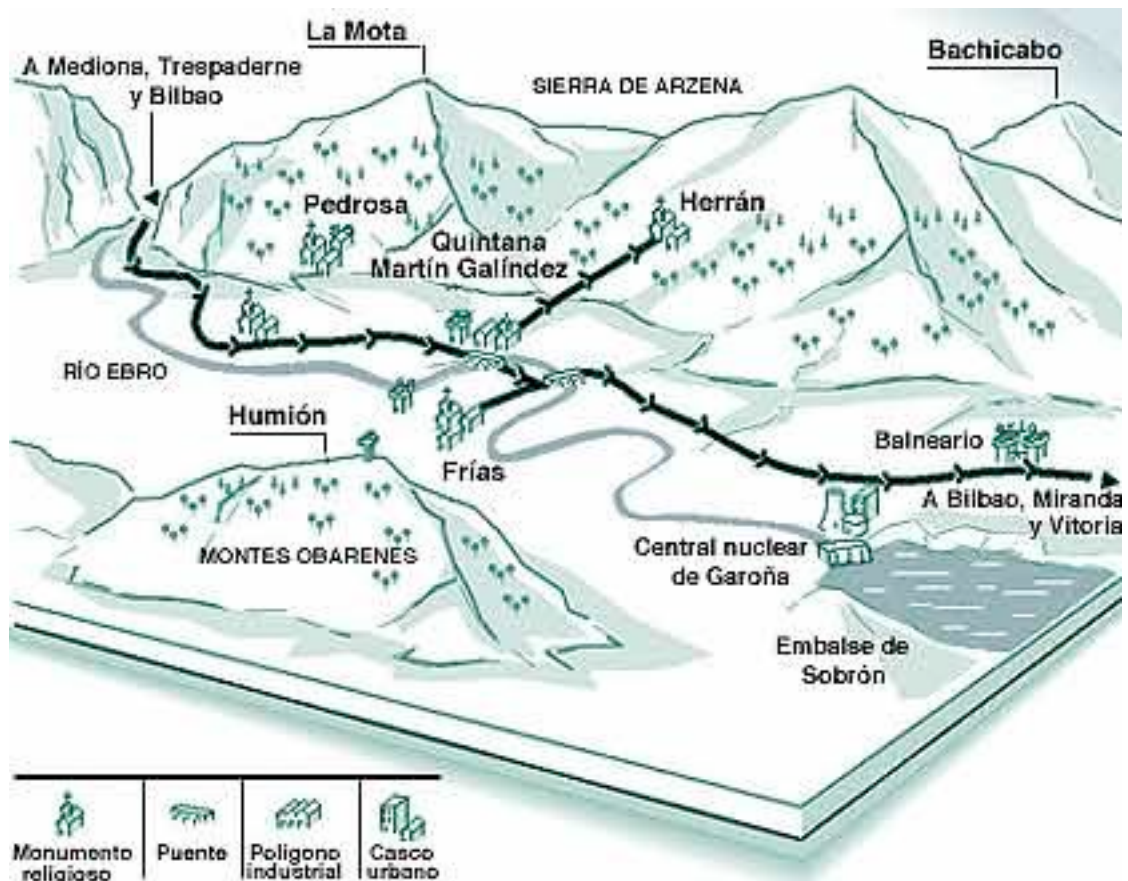 La Mota
A Mediona, Trespaderne
y Bilbao
SIERRA DE ARZENA
Bachicabo
Pedrosa
Herrán
Quintana
Martín Galíndez
RÍO EBRO
Humión
Frías
Balneario
A Bilbao, Miranda
y Vitoria
MONTES OBARENES
Central nuclear
de Garoña
Embalse de
Sobrón
Monumento
religioso
Puente
Polígono
industrial
Casco
urbano